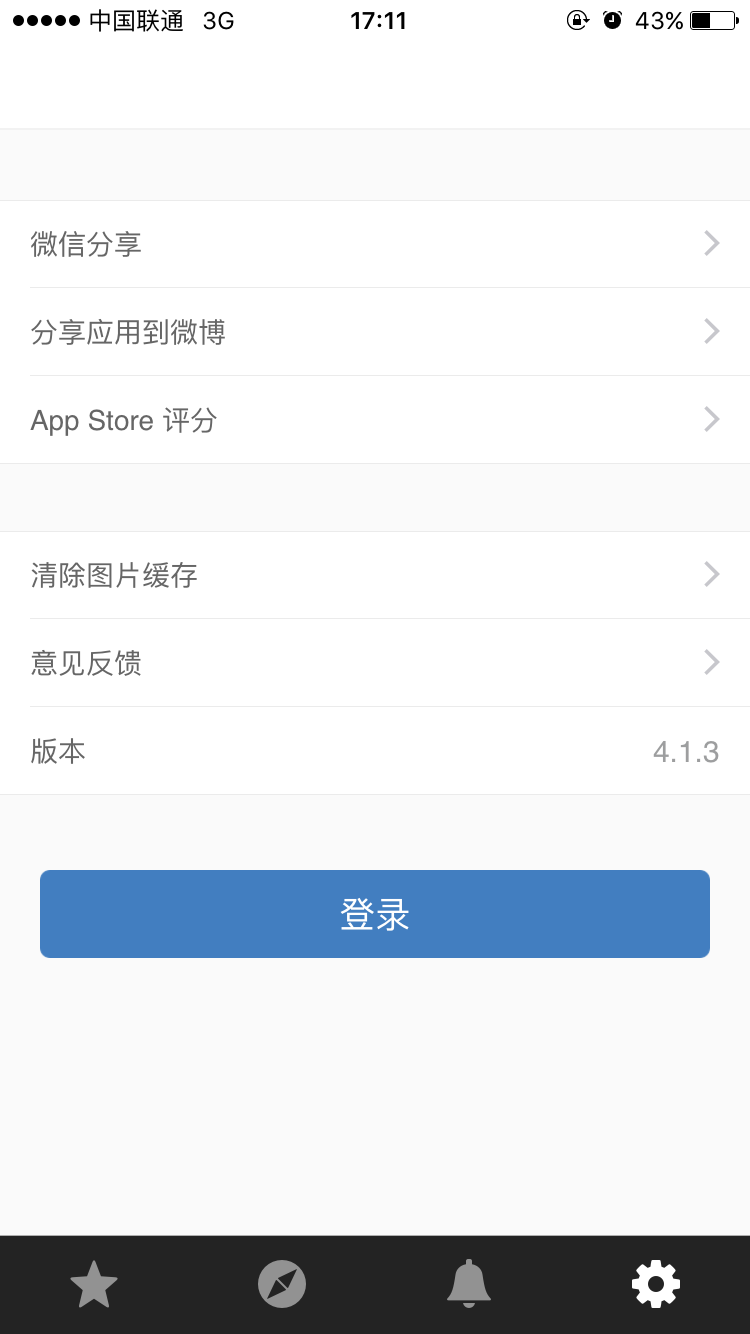 中国联通 3G 17:11 43%
微信分享
分享应用到微博
App Store 评分
清除图片缓存
意见反馈
版本 4.1.3
登录